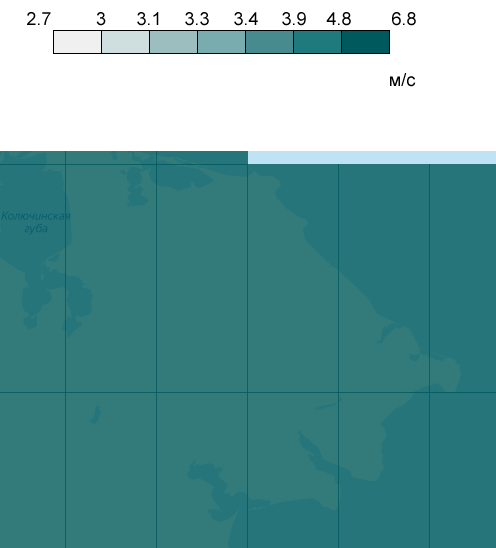 2.7 3 3.1 3.3 3.4 3.9 4.8 6.8
м/с
Колючинская
губа